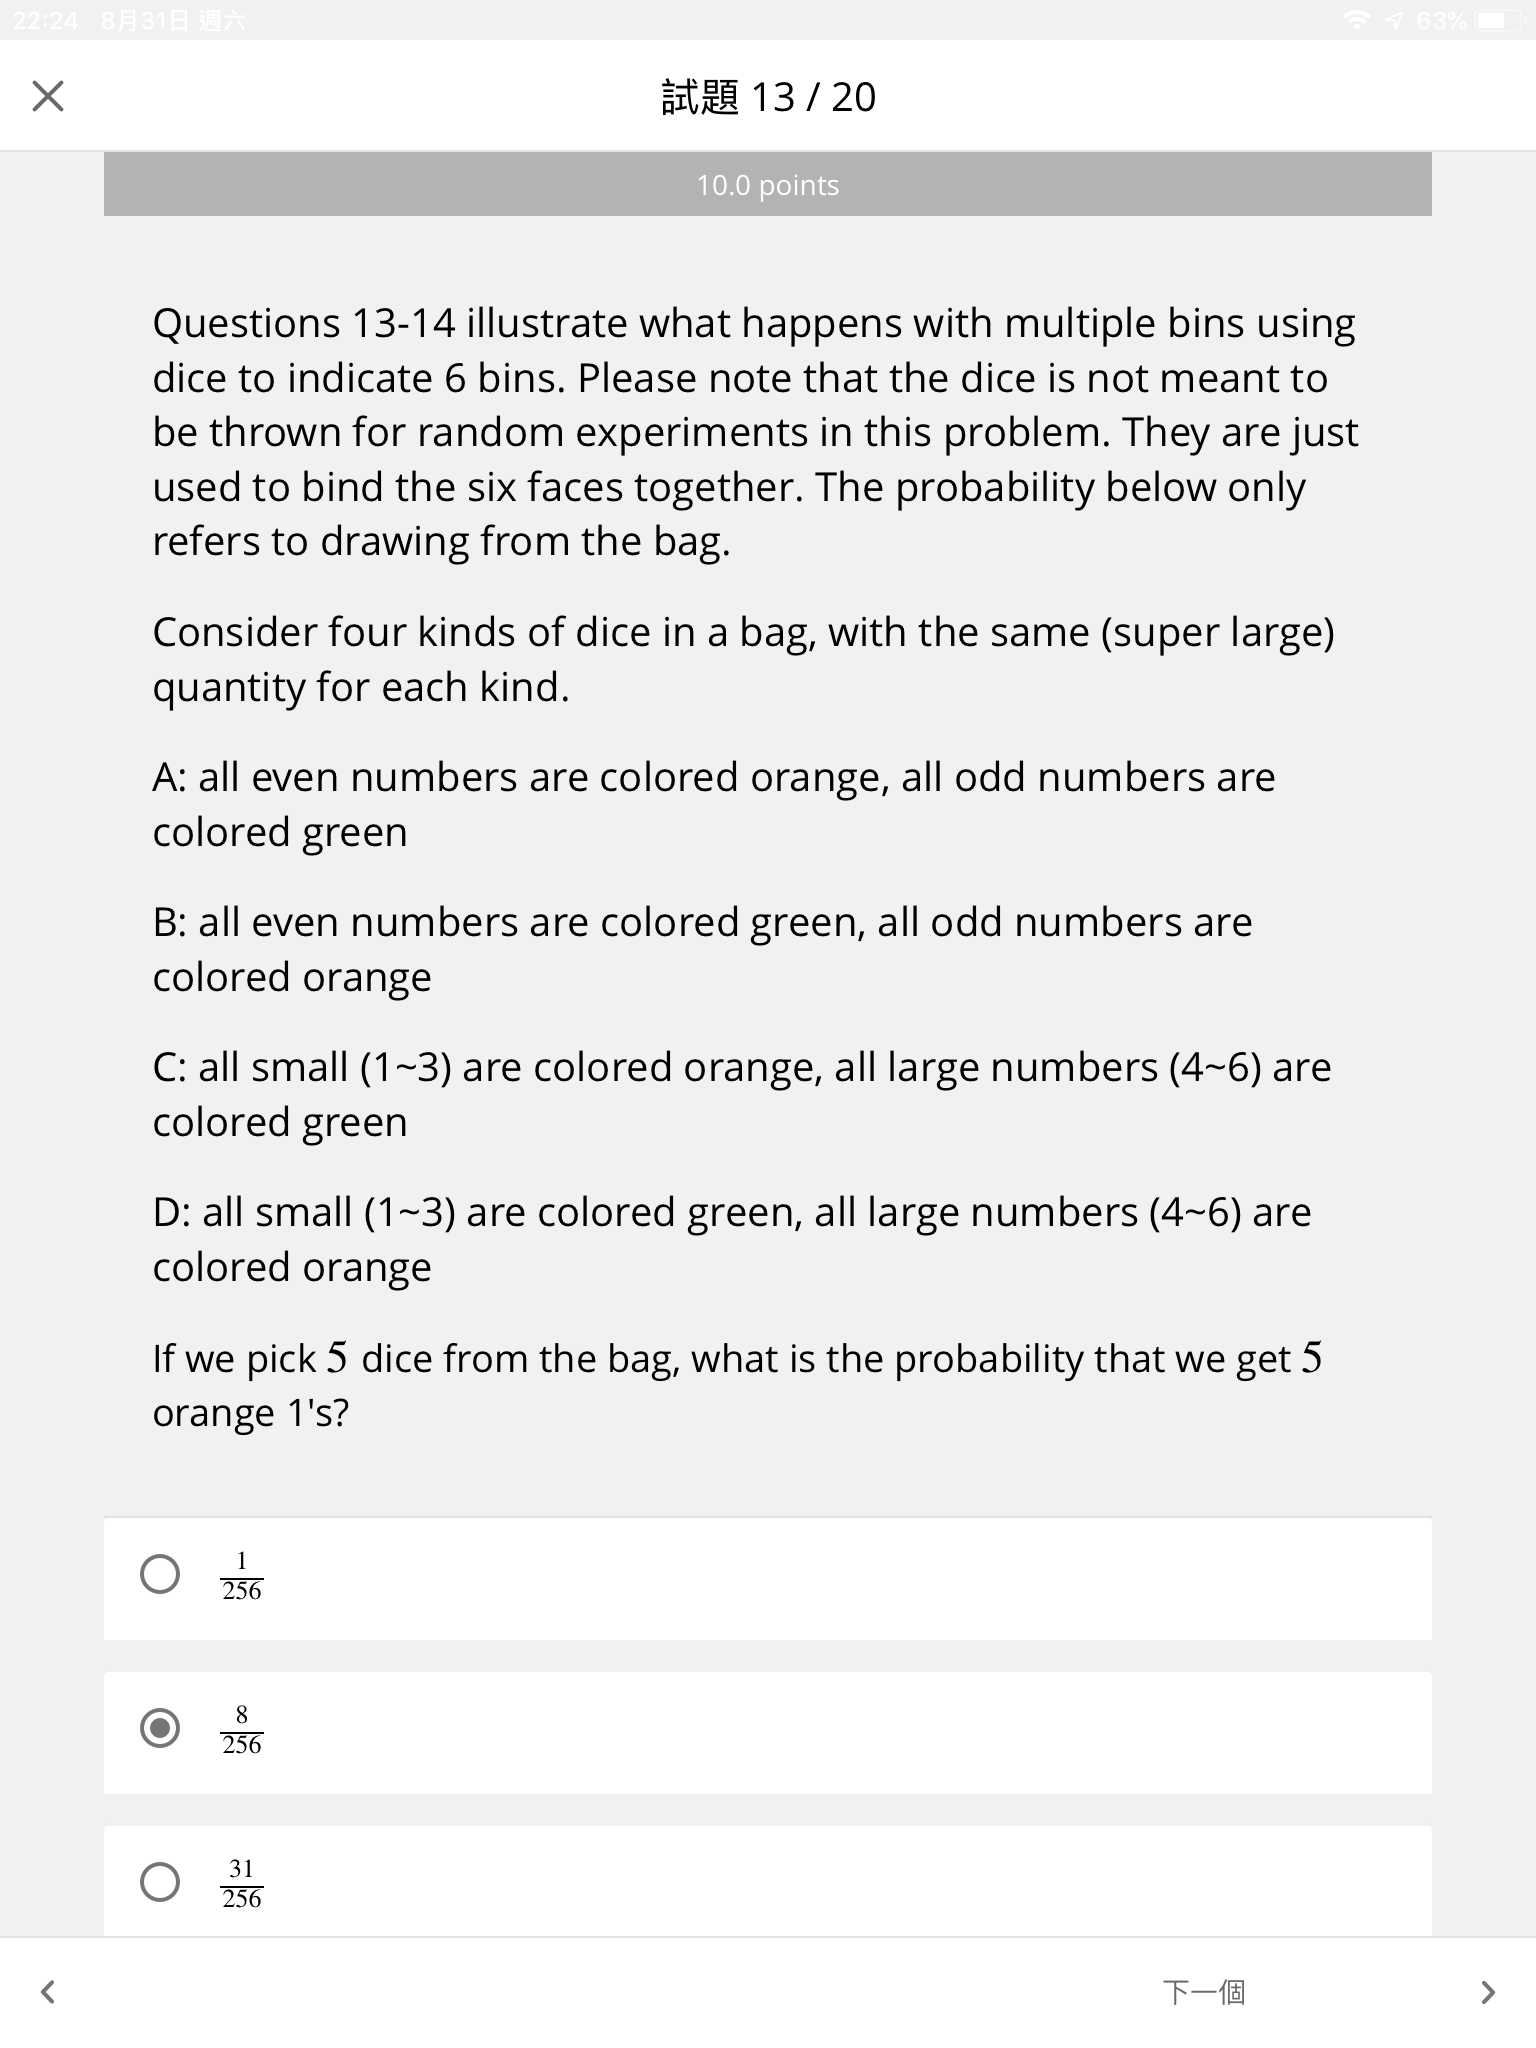 22:24 8月31日 週六 63%
試題 13 / 20
10.0 points
Questions 13-14 illustrate what happens with multiple bins using
dice to indicate 6 bins. Please note that the dice is not meant to
be thrown for random experiments in this problem. They are just
used to bind the six faces together. The probability below only
refers to drawing from the bag.
Consider four kinds of dice in a bag, with the same (super large)
quantity for each kind.
A: all even numbers are colored orange, all odd numbers are
colored green
B: all even numbers are colored green, all odd numbers are
colored orange
C: all small (1~3) are colored orange, all large numbers (4~6) are
colored green
D: all small (1~3) are colored green, all large numbers (4~6) are
colored orange
If we pick 5 dice from the bag, what is the probability that we get 5
orange 1's?
1
256
8
256
31
256
下一個